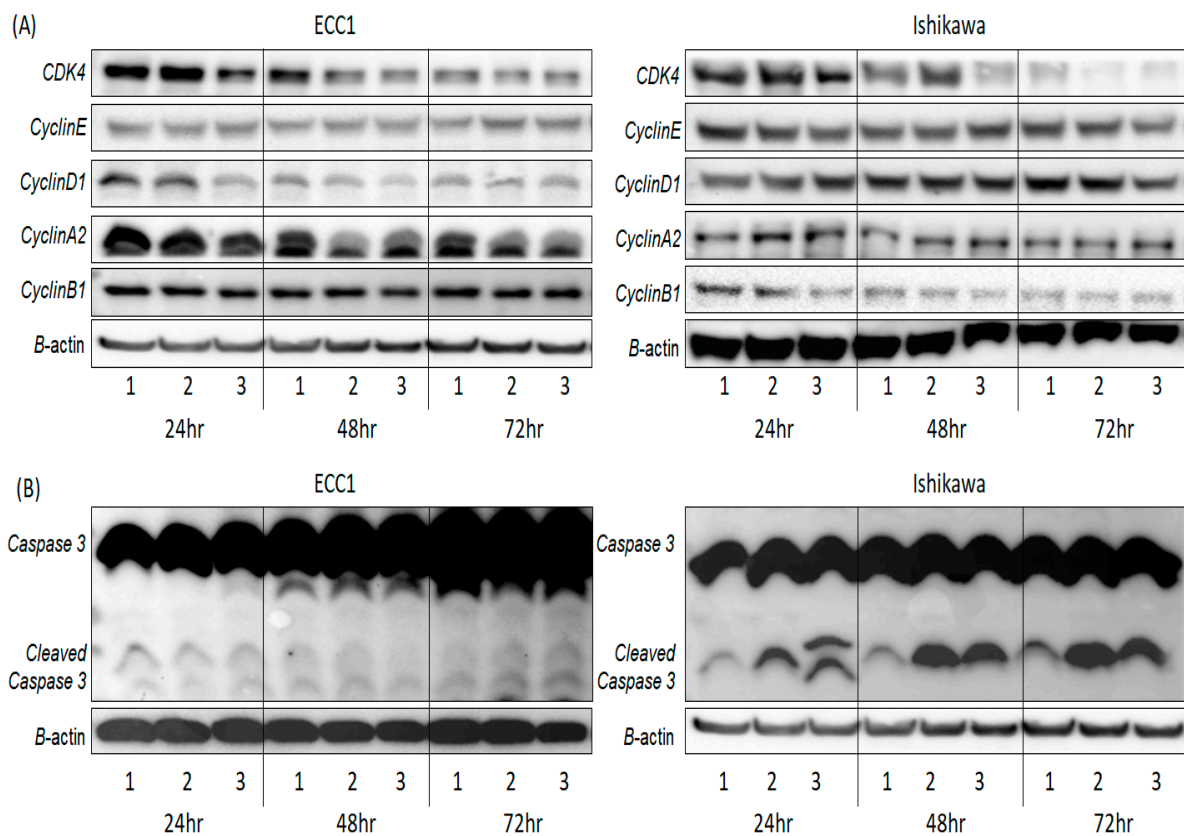 (A)
ECC1
Ishikawa
CDK4
CyclinE
CyclinD1
CyclinA2
CyclinB1
B-actin
1 2 3 1 2 3 1 2 3
24hr 48hr 72hr
CDK4
CyclinE
CyclinD1
CyclinA2
CyclinB1
B-actin
1 2 3 1 2 3 1 2 3
24hr 48hr 72hr
(B)
ECC1
Ishikawa
Caspase 3
Cleaved
Caspase 3
B-actin
1 2 3 1 2 3 1 2 3
24hr 48hr 72hr
Caspase 3
Cleaved
Caspase 3
B-actin
1 2 3 1 2 3 1 2 3
24hr 48hr 72hr